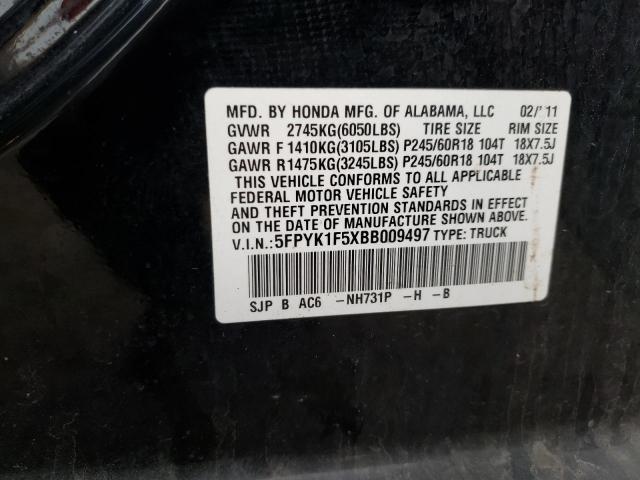 MFD. BY HONDA MFG. OF ALABAMA, LLC 02/'11
GVWR 2745KG(6050LBS) TIRE SIZE RIM SIZE
GAWR F 1410KG(3105LBS) P245/60R18 104T 18X7.5J
GAWR R1475KG(3245LBS) P245/60R18 104T 18X7.5J
THIS VEHICLE CONFORMS TO ALL APPLICABLE
FEDERAL MOTOR VEHICLE SAFETY
AND THEFT PREVENTION STANDARDS IN EFFECT
ON THE DATE OF MANUFACTURE SHOWN ABOVE.
V.I.N.:5FPYK1F5XBB009497 TYPE: TRUCK
SJP B AC6 -NH731P -H -B